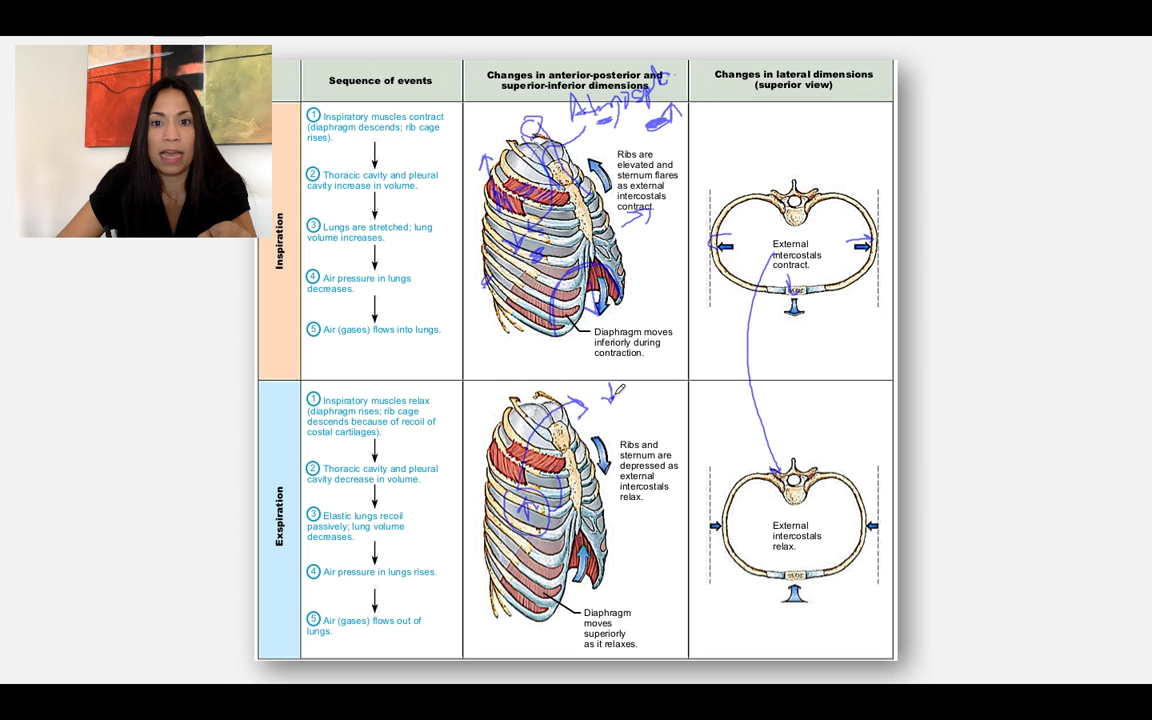 Sequence of events
Changes in anterior-posterior and
superior-inferior dimensions
Changes in lateral dimensions
(superior view)
Inspiration
1 Inspiratory muscles contract
(diaphragm descends; rib cage
rises).
2 Thoracic cavity and pleural
cavity increase in volume.
3 Lungs are stretched; lung
volume increases.
4 Air pressure in lungs
decreases.
5 Air (gases) flows into lungs.
Ribs are
elevated and
sternum flares
as external
intercostals
contract.
Diaphragm moves
inferiorly during
contraction.
External
intercostals
contract.
Exspiration
1 Inspiratory muscles relax
(diaphragm rises; rib cage
descends because of recoil of
costal cartilages).
2 Thoracic cavity and pleural
cavity decrease in volume.
3 Elastic lungs recoil
passively; lung volume
decreases.
4 Air pressure in lungs rises.
5 Air (gases) flows out of
lungs.
Ribs and
sternum are
depressed as
external
intercostals
relax.
Diaphragm
moves
superiorly
as it relaxes.
External
intercostals
relax.